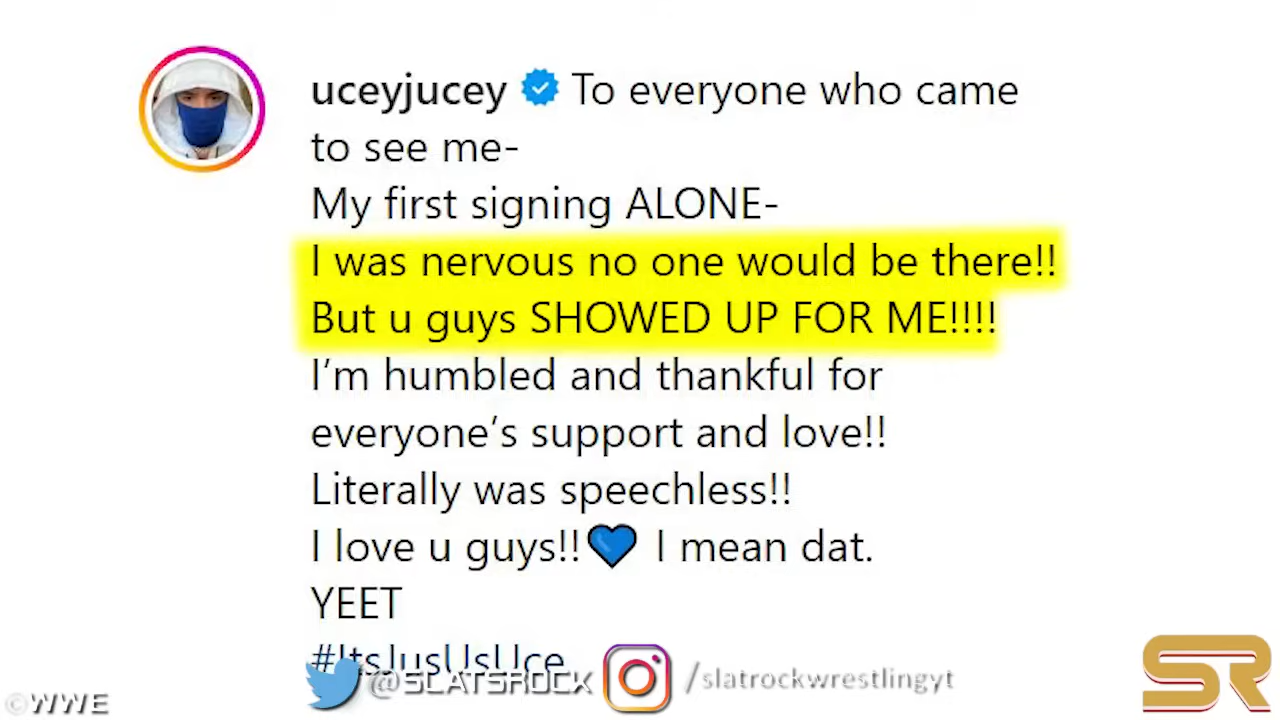 uceyjucey To everyone who came
to see me-
My first signing ALONE-
I was nervous no one would be there!!
But u guys SHOWED UP FOR ME!!!!
I'm humbled and thankful for
everyone's support and love!!
Literally was speechless!!
I love u guys!!💙 I mean dat.
YEET
#ItsJusUsUce
@SLATSROCK /slatrockwrestlingyt
©WWE
SR